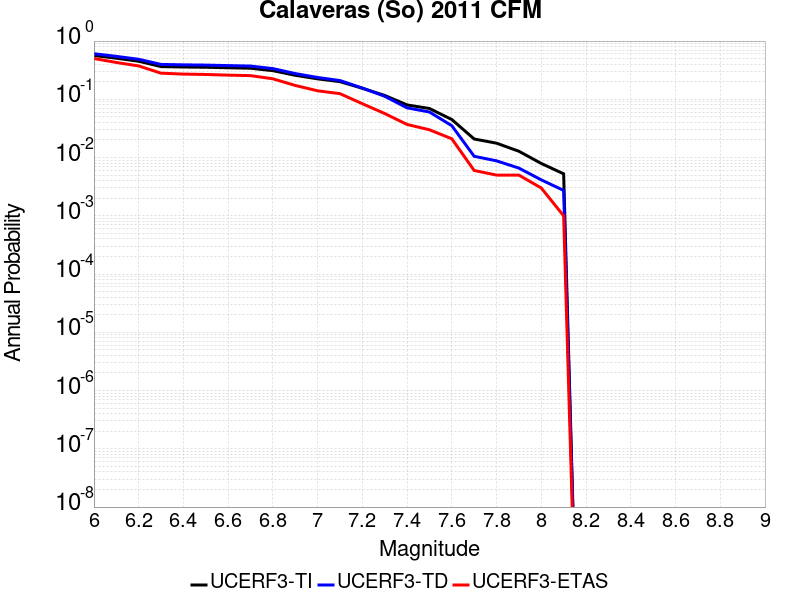 Calaveras (So) 2011 CFM
10^0
10^-1
10^-2
10^-3
10^-4
10^-5
10^-6
10^-7
10^-8
Annual Probability
6 6.2 6.4 6.6 6.8 7 7.2 7.4 7.6 7.8 8 8.2 8.4 8.6 8.8 9
Magnitude
UCERF3-TI UCERF3-TD UCERF3-ETAS